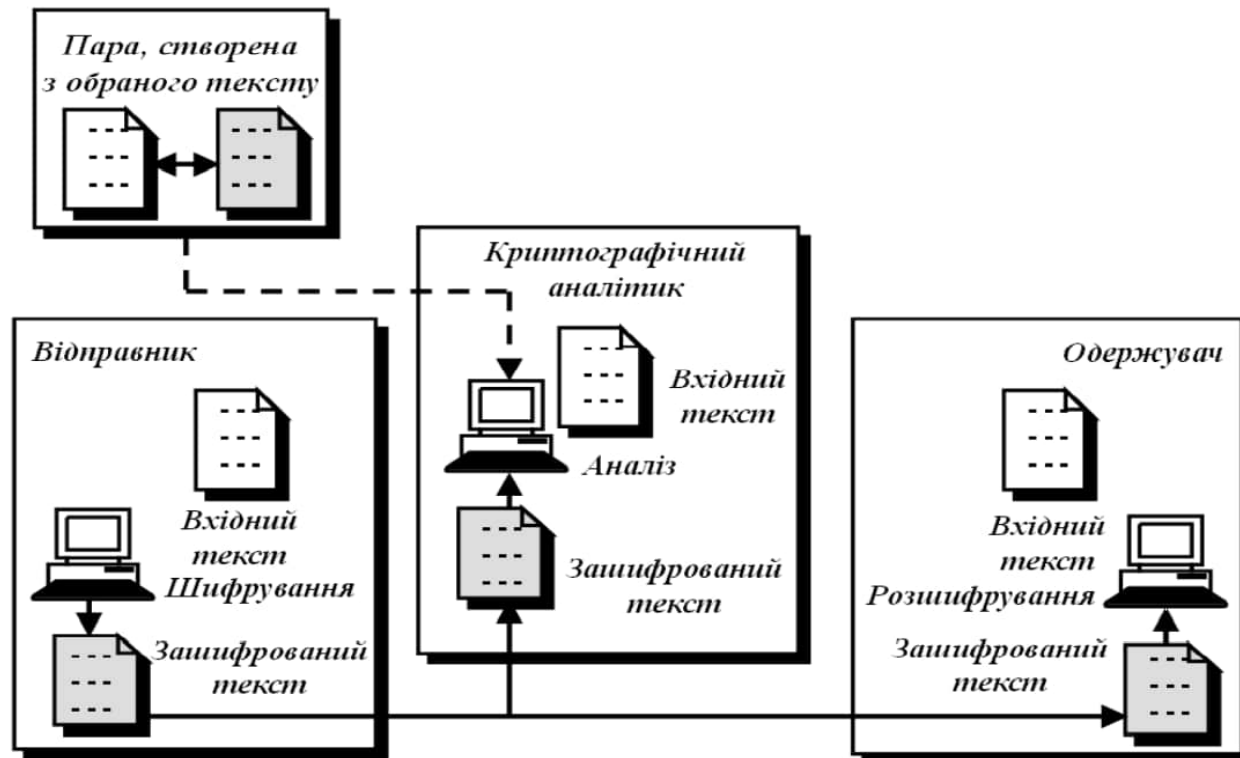 Пара, створена
з обраного тексту
Криптографічний
аналітик
Вхідний
текст
Аналіз
Зашифрований
текст
Відправник
Вхідний
текст
Шифрування
Зашифрований
текст
Одержувач
Вхідний
текст
Розшифрування
Зашифрований
текст